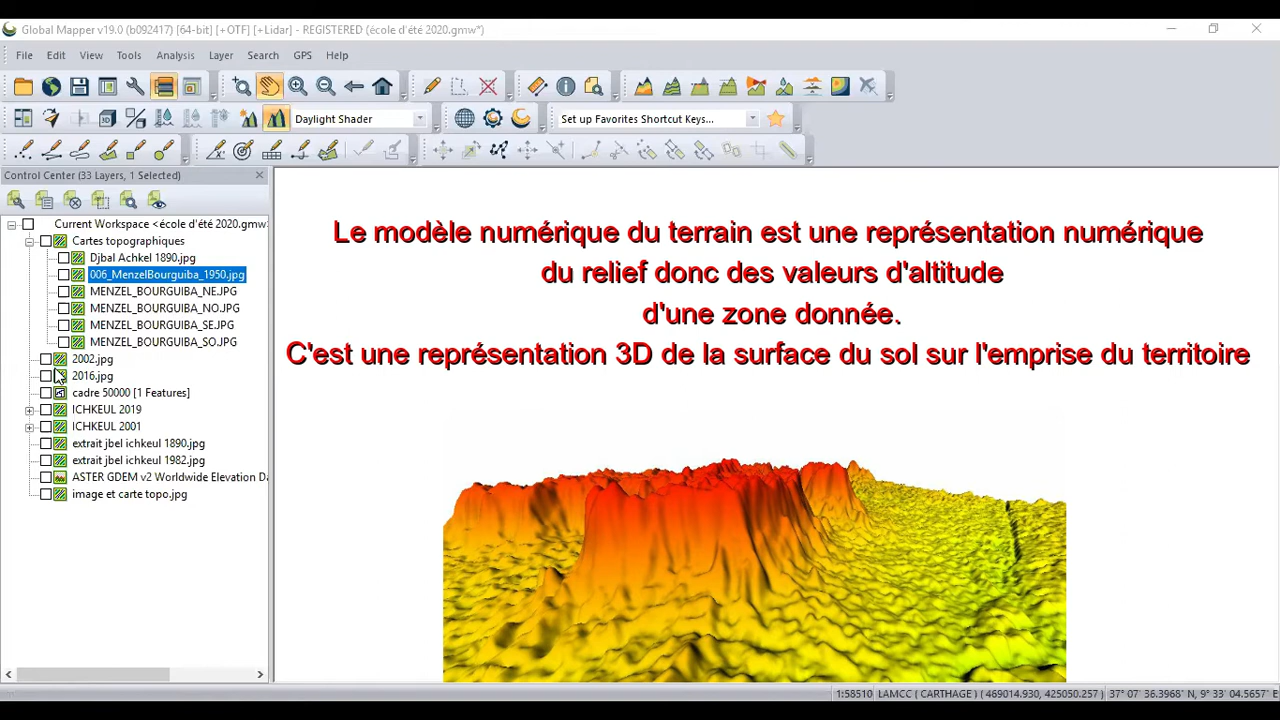 Global Mapper v19.0 (b092417) [64-bit] [+OTF] [+Lidar] - REGISTERED (école d'été 2020.gmw*)
File Edit View Tools Analysis Layer Search GPS Help
Daylight Shader
Set up Favorites Shortcut Keys...
Control Center (33 Layers, 1 Selected)
Current Workspace <école d'été 2020.gmw*
Cartes topographiques
Djbal Achkel 1890.jpg
006_MenzelBourguiba_1950.jpg
MENZEL_BOURGUIBA_NE.JPG
MENZEL_BOURGUIBA_NO.JPG
MENZEL_BOURGUIBA_SE.JPG
MENZEL_BOURGUIBA_SO.JPG
2002.jpg
2016.jpg
cadre 50000 [1 Features]
ICHKEUL 2019
ICHKEUL 2001
extrait jbel ichkeul 1890.jpg
extrait jbel ichkeul 1982.jpg
ASTER GDEM v2 Worldwide Elevation Da
image et carte topo.jpg
Le modèle numérique du terrain est une représentation numérique
du relief donc des valeurs d'altitude
d'une zone donnée.
C'est une représentation 3D de la surface du sol sur l'emprise du territoire
1:58510 LAMCC (CARTHAGE) ( 469014.930, 425050.257 ) 37° 07' 36.3968" N, 9° 33' 04.5657" E